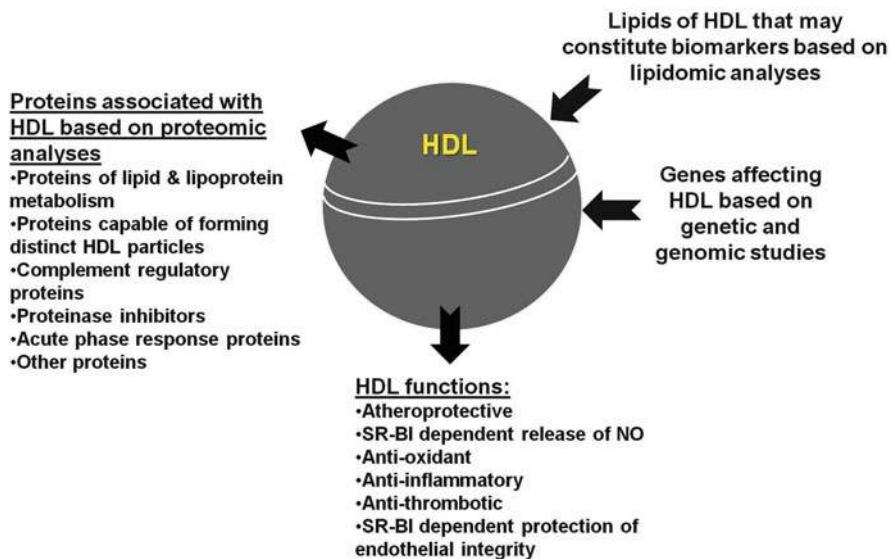 Lipids of HDL that may
constitute biomarkers based on
lipidomic analyses
Proteins associated with
HDL based on proteomic
analyses
•Proteins of lipid & lipoprotein
metabolism
•Proteins capable of forming
distinct HDL particles
•Complement regulatory
proteins
•Proteinase inhibitors
•Acute phase response proteins
•Other proteins
HDL
Genes affecting
HDL based on
genetic and
genomic studies
HDL functions:
•Atheroprotective
•SR-BI dependent release of NO
•Anti-oxidant
•Anti-inflammatory
•Anti-thrombotic
•SR-BI dependent protection of
endothelial integrity